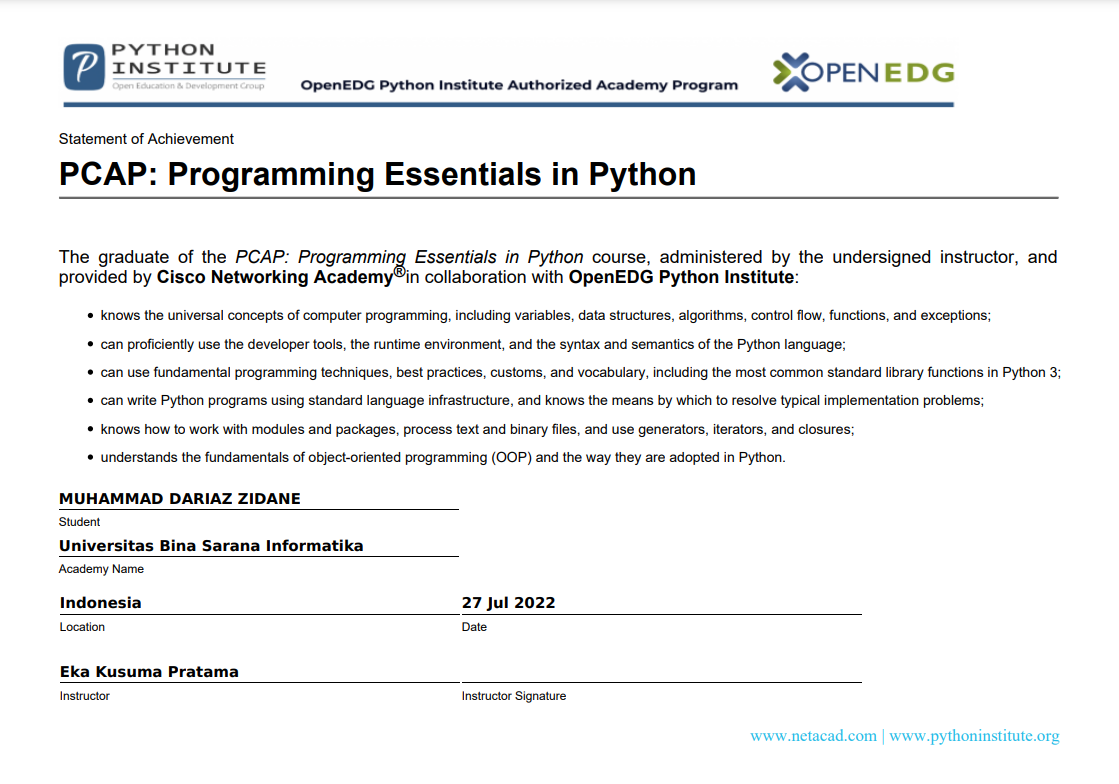 PYTHON
INSTITUTE
Open Education & Development Group
OpenEDG Python Institute Authorized Academy Program
OPENEDG
Statement of Achievement
PCAP: Programming Essentials in Python
The graduate of the PCAP: Programming Essentials in Python course, administered by the undersigned instructor, and
provided by Cisco Networking Academy®in collaboration with OpenEDG Python Institute:
• knows the universal concepts of computer programming, including variables, data structures, algorithms, control flow, functions, and exceptions;
• can proficiently use the developer tools, the runtime environment, and the syntax and semantics of the Python language;
• can use fundamental programming techniques, best practices, customs, and vocabulary, including the most common standard library functions in Python 3;
• can write Python programs using standard language infrastructure, and knows the means by which to resolve typical implementation problems;
• knows how to work with modules and packages, process text and binary files, and use generators, iterators, and closures;
• understands the fundamentals of object-oriented programming (OOP) and the way they are adopted in Python.
MUHAMMAD DARIAZ ZIDANE
Student
Universitas Bina Sarana Informatika
Academy Name
Indonesia 27 Jul 2022
Location Date
Eka Kusuma Pratama
Instructor Instructor Signature
www.netacad.com | www.pythoninstitute.org